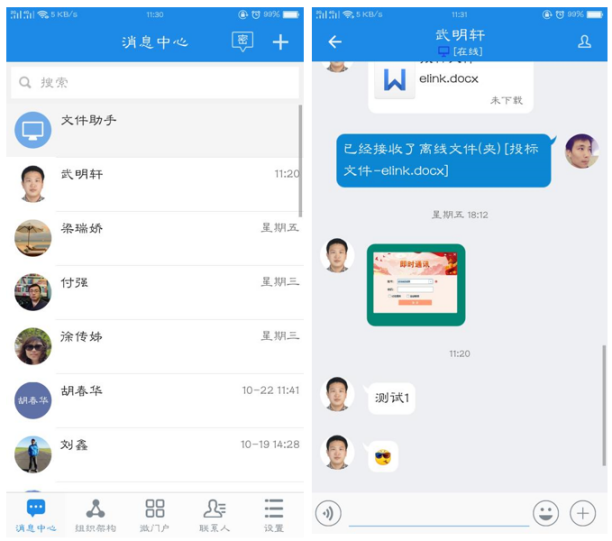 5 KB/s
11:30
99%
消息中心
密
搜索
文件助手
武明轩
11:20
梁瑞娇
星期五
付强
星期三
涂传娣
星期三
胡春华
胡春华
10-22 11:41
刘鑫
10-19 14:28
消息中心
组织架构
微门户
联系人
设置
5 KB/s
11:31
99%
武明轩
[在线]
elink.docx
未下载
已经接收了离线文件(夹)[投标
文件-elink.docx]
星期五 18:12
即时通讯
11:20
测试1